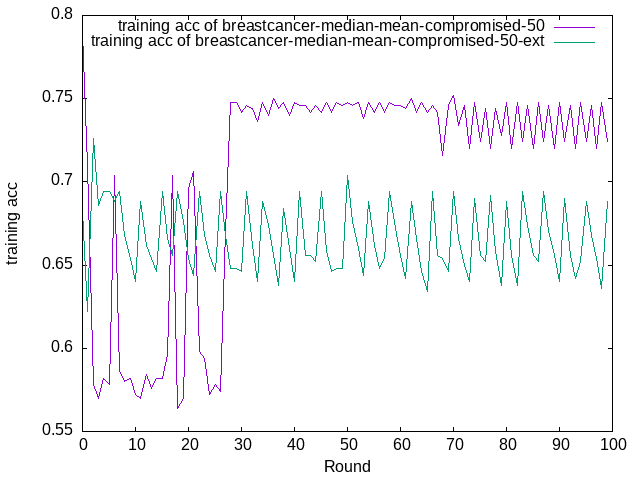 training acc of breastcancer-median-mean-compromised-50
training acc of breastcancer-median-mean-compromised-50-ext
0.8
0.75
0.7
0.65
0.6
0.55
training acc
0 10 20 30 40 50 60 70 80 90 100
Round